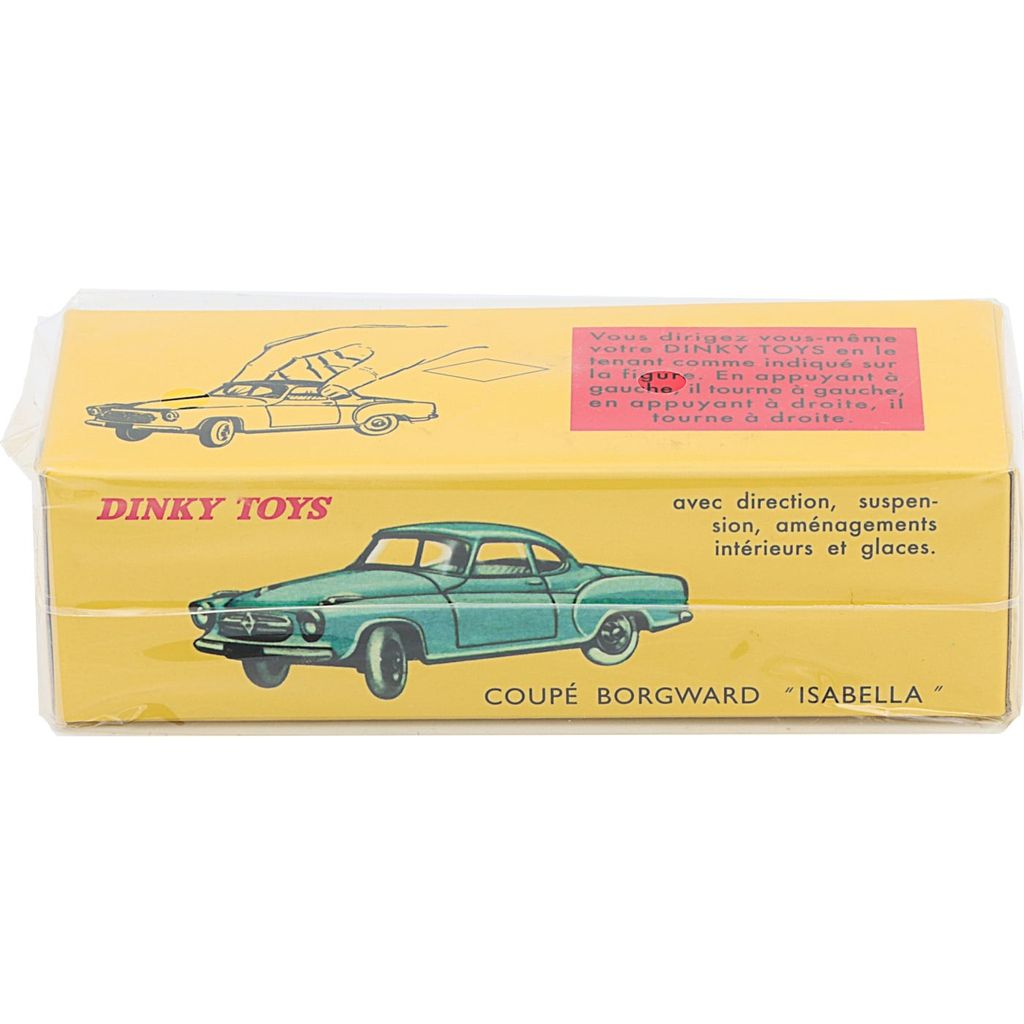 Vous dirigez vous-même
votre DINKY TOYS en le
tenant comme indiqué sur
la figure. En appuyant à
gauche, il tourne à gauche,
en appuyant à droite, il
tourne à droite.
DINKY TOYS
avec direction, suspen-
sion, aménagements
intérieurs et glaces.
COUPÉ BORGWARD "ISABELLA"